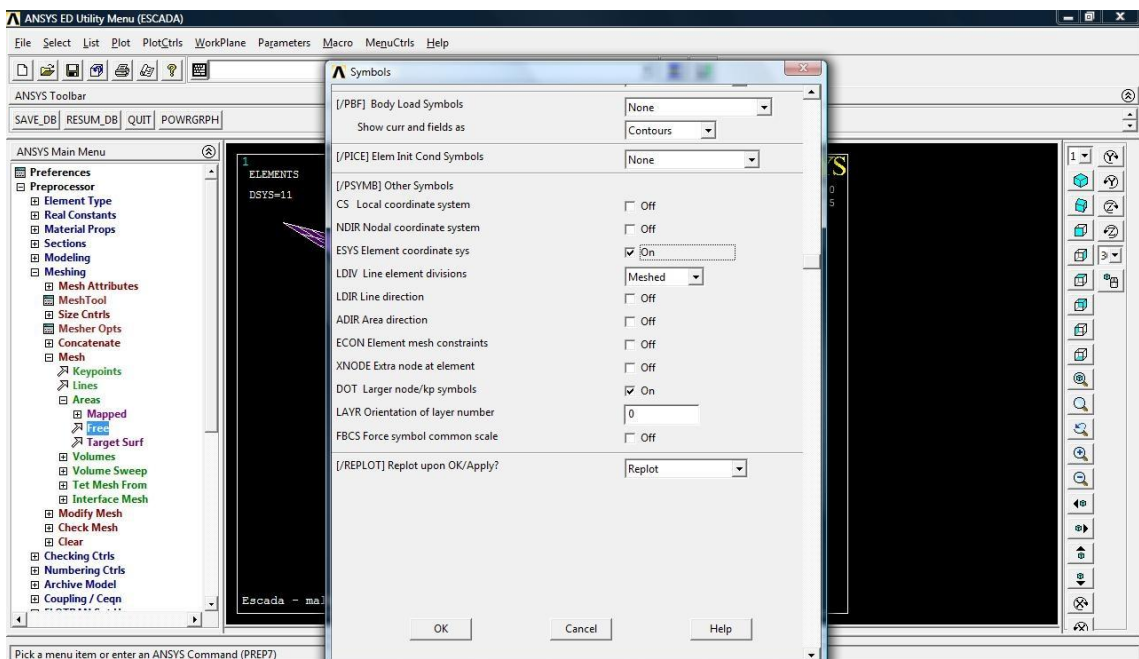 ANSYS ED Utility Menu (ESCADA)
File Select List Plot PlotCtrls WorkPlane Parameters Macro MenuCtrls Help
ANSYS Toolbar
SAVE_DB RESUM_DB QUIT POWRGRPH
ANSYS Main Menu
Preferences
Preprocessor
Element Type
Real Constants
Material Props
Sections
Modeling
Meshing
Mesh Attributes
MeshTool
Size Cntrls
Mesher Opts
Concatenate
Mesh
Keypoints
Lines
Areas
Mapped
Free
Target Surf
Volumes
Volume Sweep
Tet Mesh From
Interface Mesh
Modify Mesh
Check Mesh
Clear
Checking Ctrls
Numbering Ctrls
Archive Model
Coupling / Ceqn
1
ELEMENTS
DSYS=11
Escada - mal
YS
0
5
Symbols
[/PBF] Body Load Symbols None
Show curr and fields as Contours
[/PICE] Elem Init Cond Symbols None
[/PSYMB] Other Symbols
CS Local coordinate system Off
NDIR Nodal coordinate system Off
ESYS Element coordinate sys On
LDIV Line element divisions Meshed
LDIR Line direction Off
ADIR Area direction Off
ECON Element mesh constraints Off
XNODE Extra node at element Off
DOT Larger node/kp symbols On
LAYR Orientation of layer number 0
FBCS Force symbol common scale Off
[/REPLOT] Replot upon OK/Apply? Replot
OK Cancel Help
1
Pick a menu item or enter an ANSYS Command (PREP7)